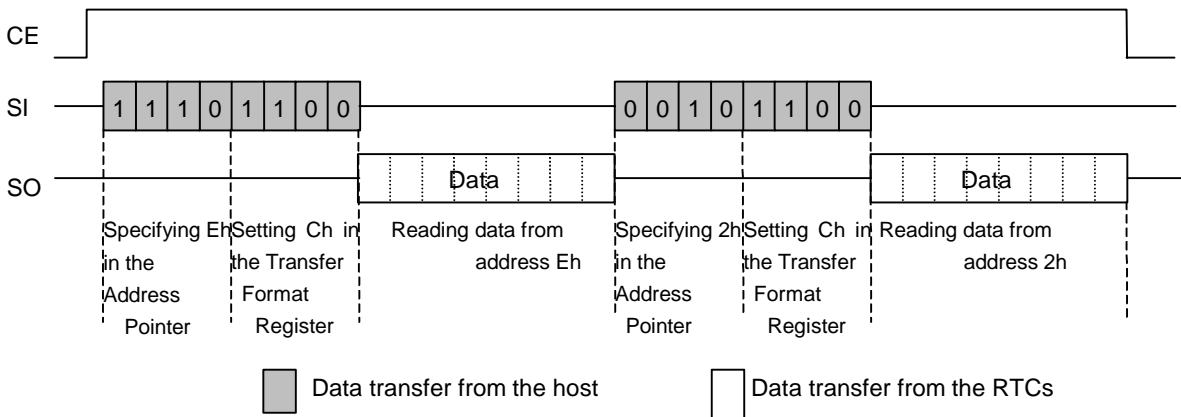 CE
SI
1 1 1 0 1 1 0 0
0 0 1 0 1 1 0 0
SO
Data
Data
Specifying Eh
in the
Address
Pointer
Setting Ch in
the Transfer
Format
Register
Reading data from
address Eh
Specifying 2h
in the
Address
Pointer
Setting Ch in
the Transfer
Format
Register
Reading data from
address 2h
Data transfer from the host
Data transfer from the RTCs